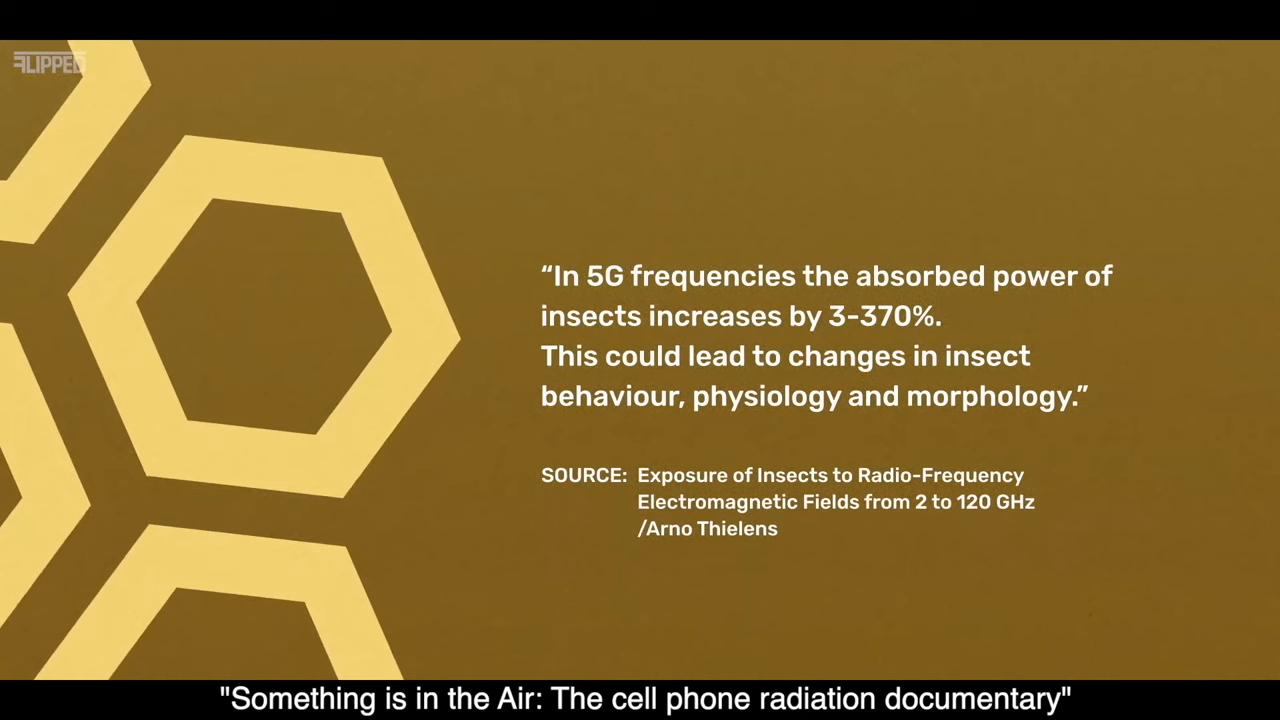 FLIPPED
“In 5G frequencies the absorbed power of
insects increases by 3-370%.
This could lead to changes in insect
behaviour, physiology and morphology.”
SOURCE: Exposure of Insects to Radio-Frequency
Electromagnetic Fields from 2 to 120 GHz
/Arno Thielens
"Something is in the Air: The cell phone radiation documentary"